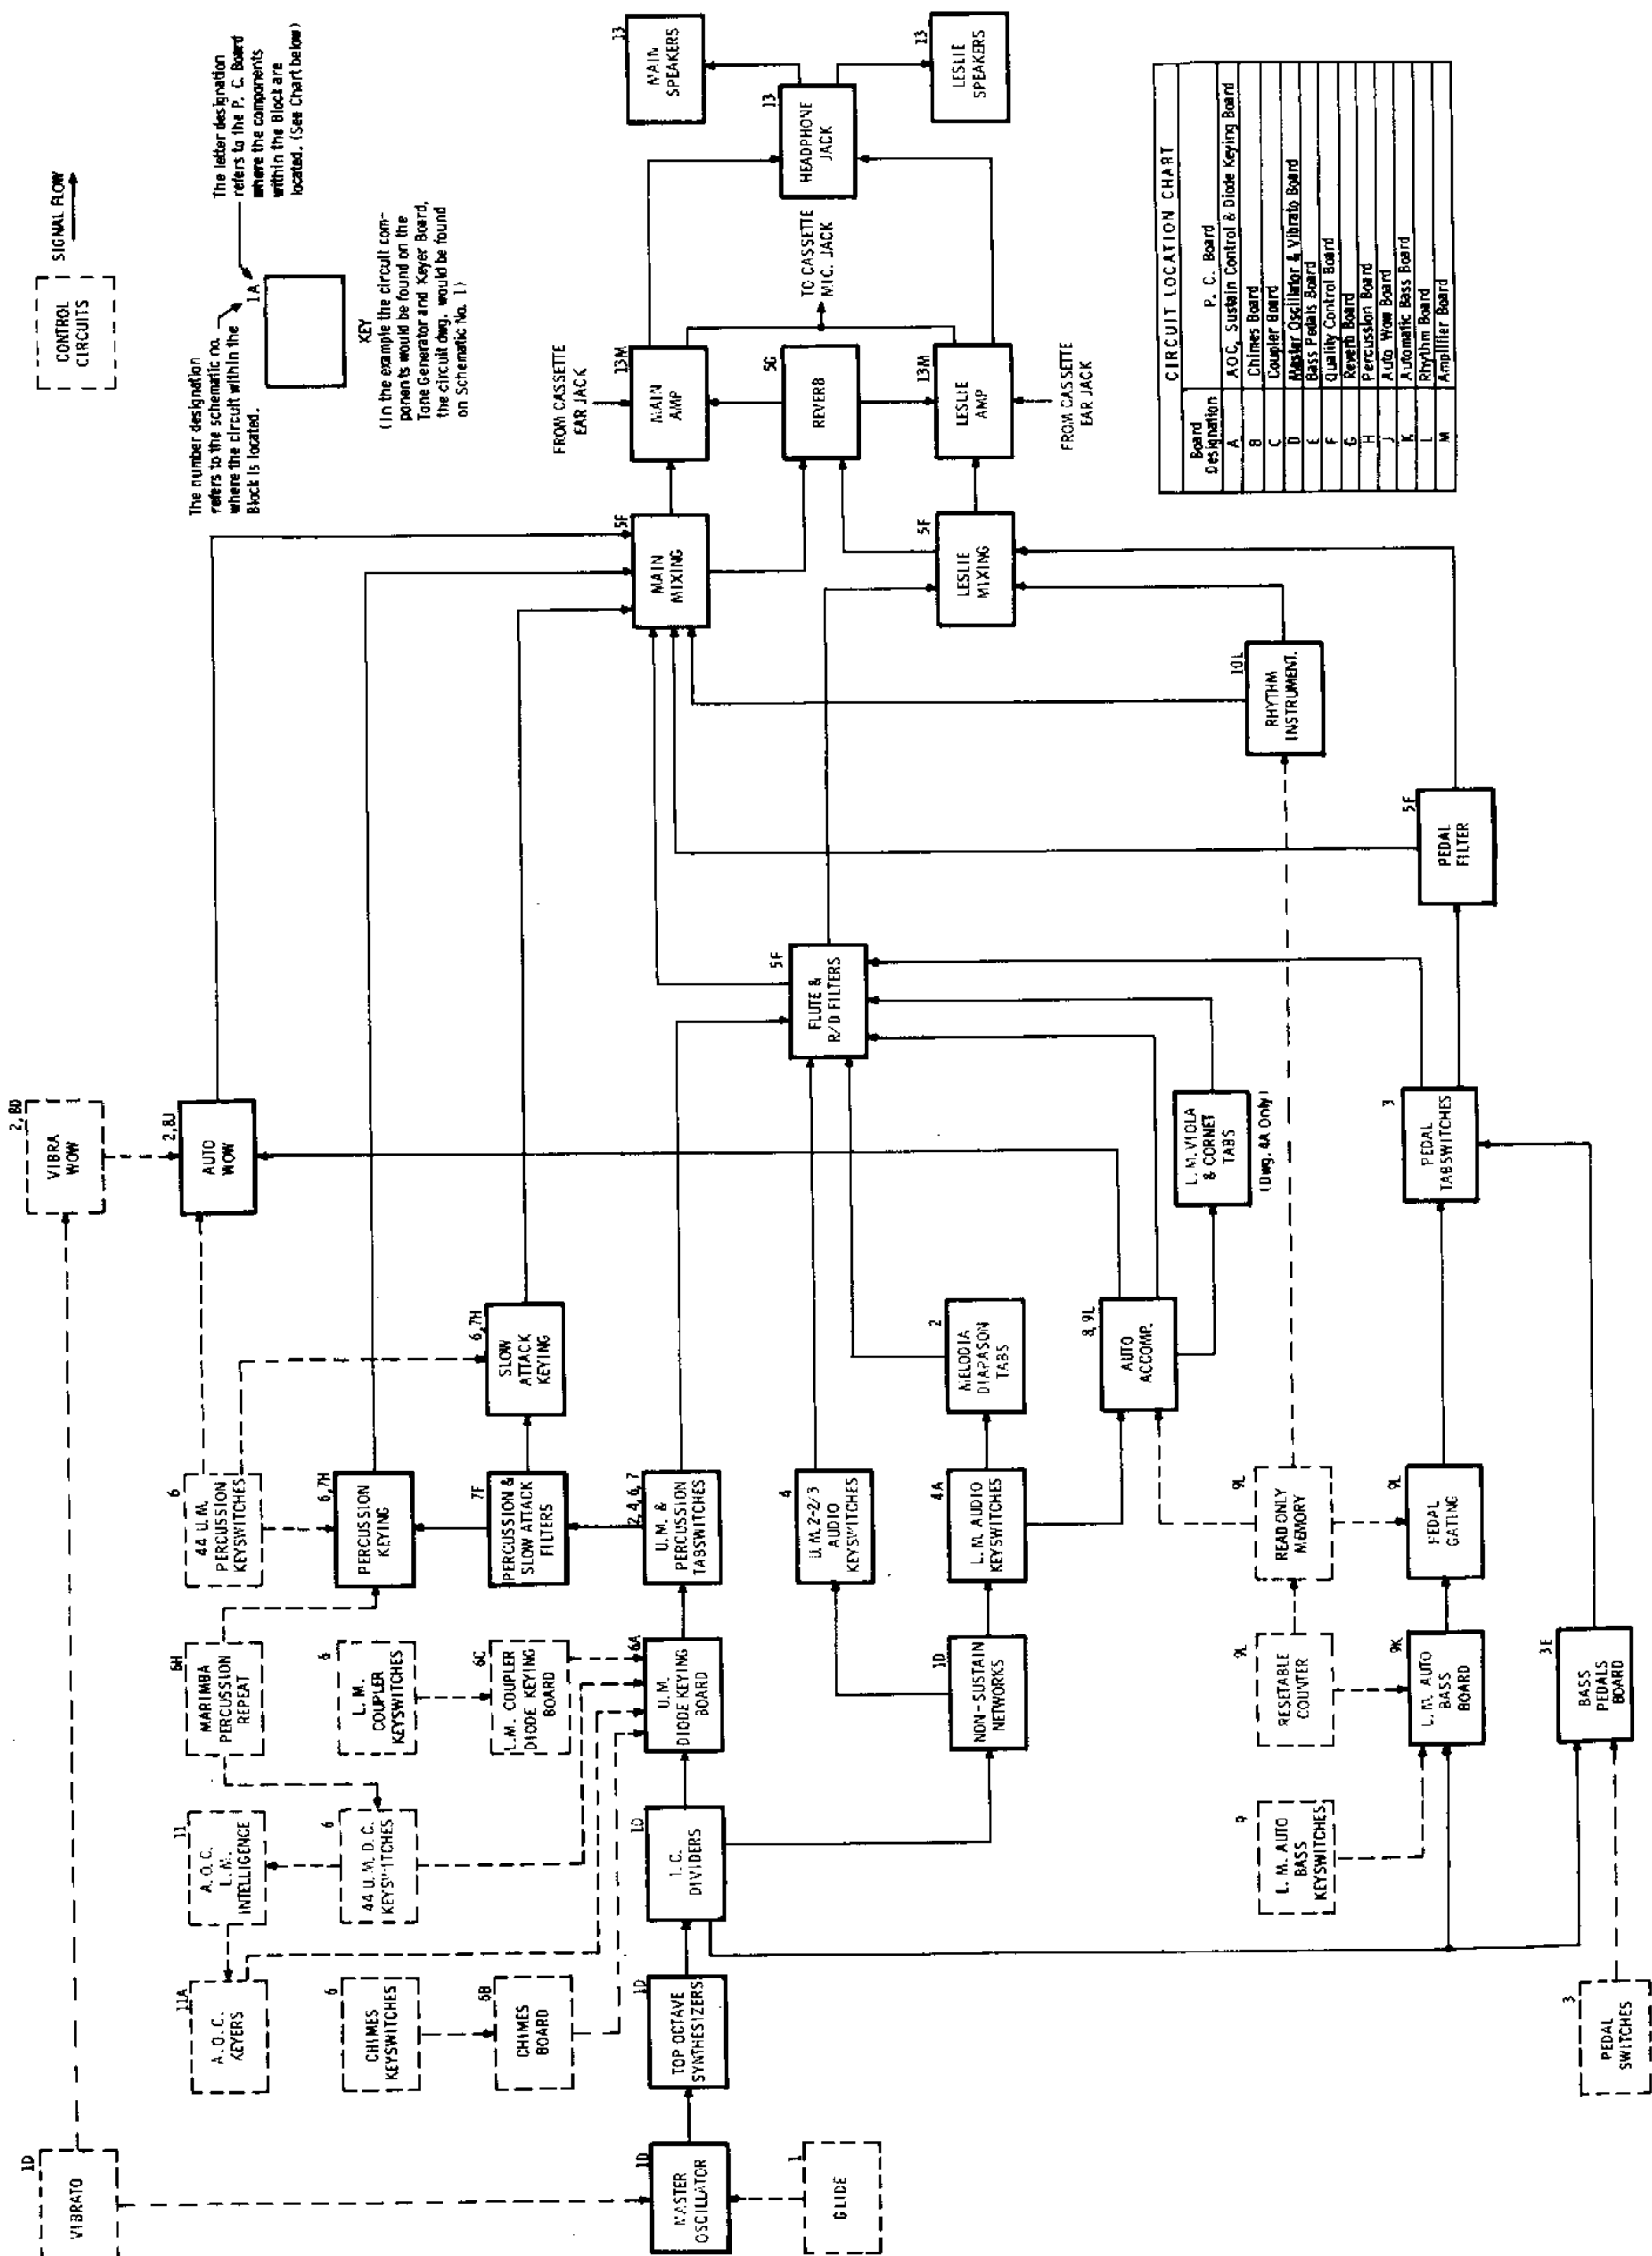 CONTROL
CIRCUITS
SIGNAL FLOW
The number designation
refers to the schematic no.
where the circuit within the
Block is located.
1A
The letter designation
refers to the P. C. Board
where the components
within the Block are
located. (See Chart below)
KEY
(In the example the circuit com-
ponents would be found on the
Tone Generator and Keyer Board,
the circuit dwg. would be found
on Schematic No. 1)
1D
VIBRATO
2, 8D
VIBRA
WOW
11A
A.O.C.
KEYERS
11
A.O.C.
L.M.
INTELLIGENCE
6H
MARIMBA
PERCUSSION
REPEAT
6
44 U.M.
PERCUSSION
KEYSWITCHES
2, 8J
AUTO
WOW
6
CHIMES
KEYSWITCHES
6
44 U.M. D.C.
KEYSWITCHES
6
L.M.
COUPLER
KEYSWITCHES
6, 7H
PERCUSSION
KEYING
6B
CHIMES
BOARD
6C
L.M. COUPLER
DIODE KEYING
BOARD
7F
PERCUSSION &
SLOW ATTACK
FILTERS
6, 7H
SLOW
ATTACK
KEYING
1D
MASTER
OSCILLATOR
1D
TOP OCTAVE
SYNTHESIZERS
1D
I.C.
DIVIDERS
6A
U.M.
DIODE KEYING
BOARD
2, 4, 6, 7
U.M. &
PERCUSSION
TABSWITCHES
5F
MAIN
MIXING
FROM CASSETTE
EAR JACK
13M
MAIN
AMP
13
MAIN
SPEAKERS
1
GLIDE
4
U.M. 2-2/3
AUDIO
KEYSWITCHES
5F
FLUTE &
R/D FILTERS
5G
REVERB
TO CASSETTE
MIC. JACK
13
HEADPHONE
JACK
1D
NON-SUSTAIN
NETWORKS
4A
L.M. AUDIO
KEYSWITCHES
2
MELODIA
DIAPASON
TABS
5F
LESLIE
MIXING
13M
LESLIE
AMP
FROM CASSETTE
EAR JACK
13
LESLIE
SPEAKERS
8, 9L
AUTO
ACCOMP.
L.M. VIOLA
& CORNET
TABS
(Dwg. 4A Only)
9
L.M. AUTO
BASS
KEYSWITCHES
9L
RESETABLE
COUNTER
9L
READ ONLY
MEMORY
10L
RHYTHM
INSTRUMENT.
9K
L.M. AUTO
BASS
BOARD
9L
PEDAL
GATING
3
PEDAL
TABSWITCHES
5F
PEDAL
FILTER
3
PEDAL
SWITCHES
3E
BASS
PEDALS
BOARD
CIRCUIT LOCATION CHART
Board
Designation
P. C. Board
A A.O.C, Sustain Control & Diode Keying Board
B Chimes Board
C Coupler Board
D Master Oscillator & Vibrato Board
E Bass Pedals Board
F Quality Control Board
G Reverb Board
H Percussion Board
J Auto Wow Board
K Automatic Bass Board
L Rhythm Board
M Amplifier Board